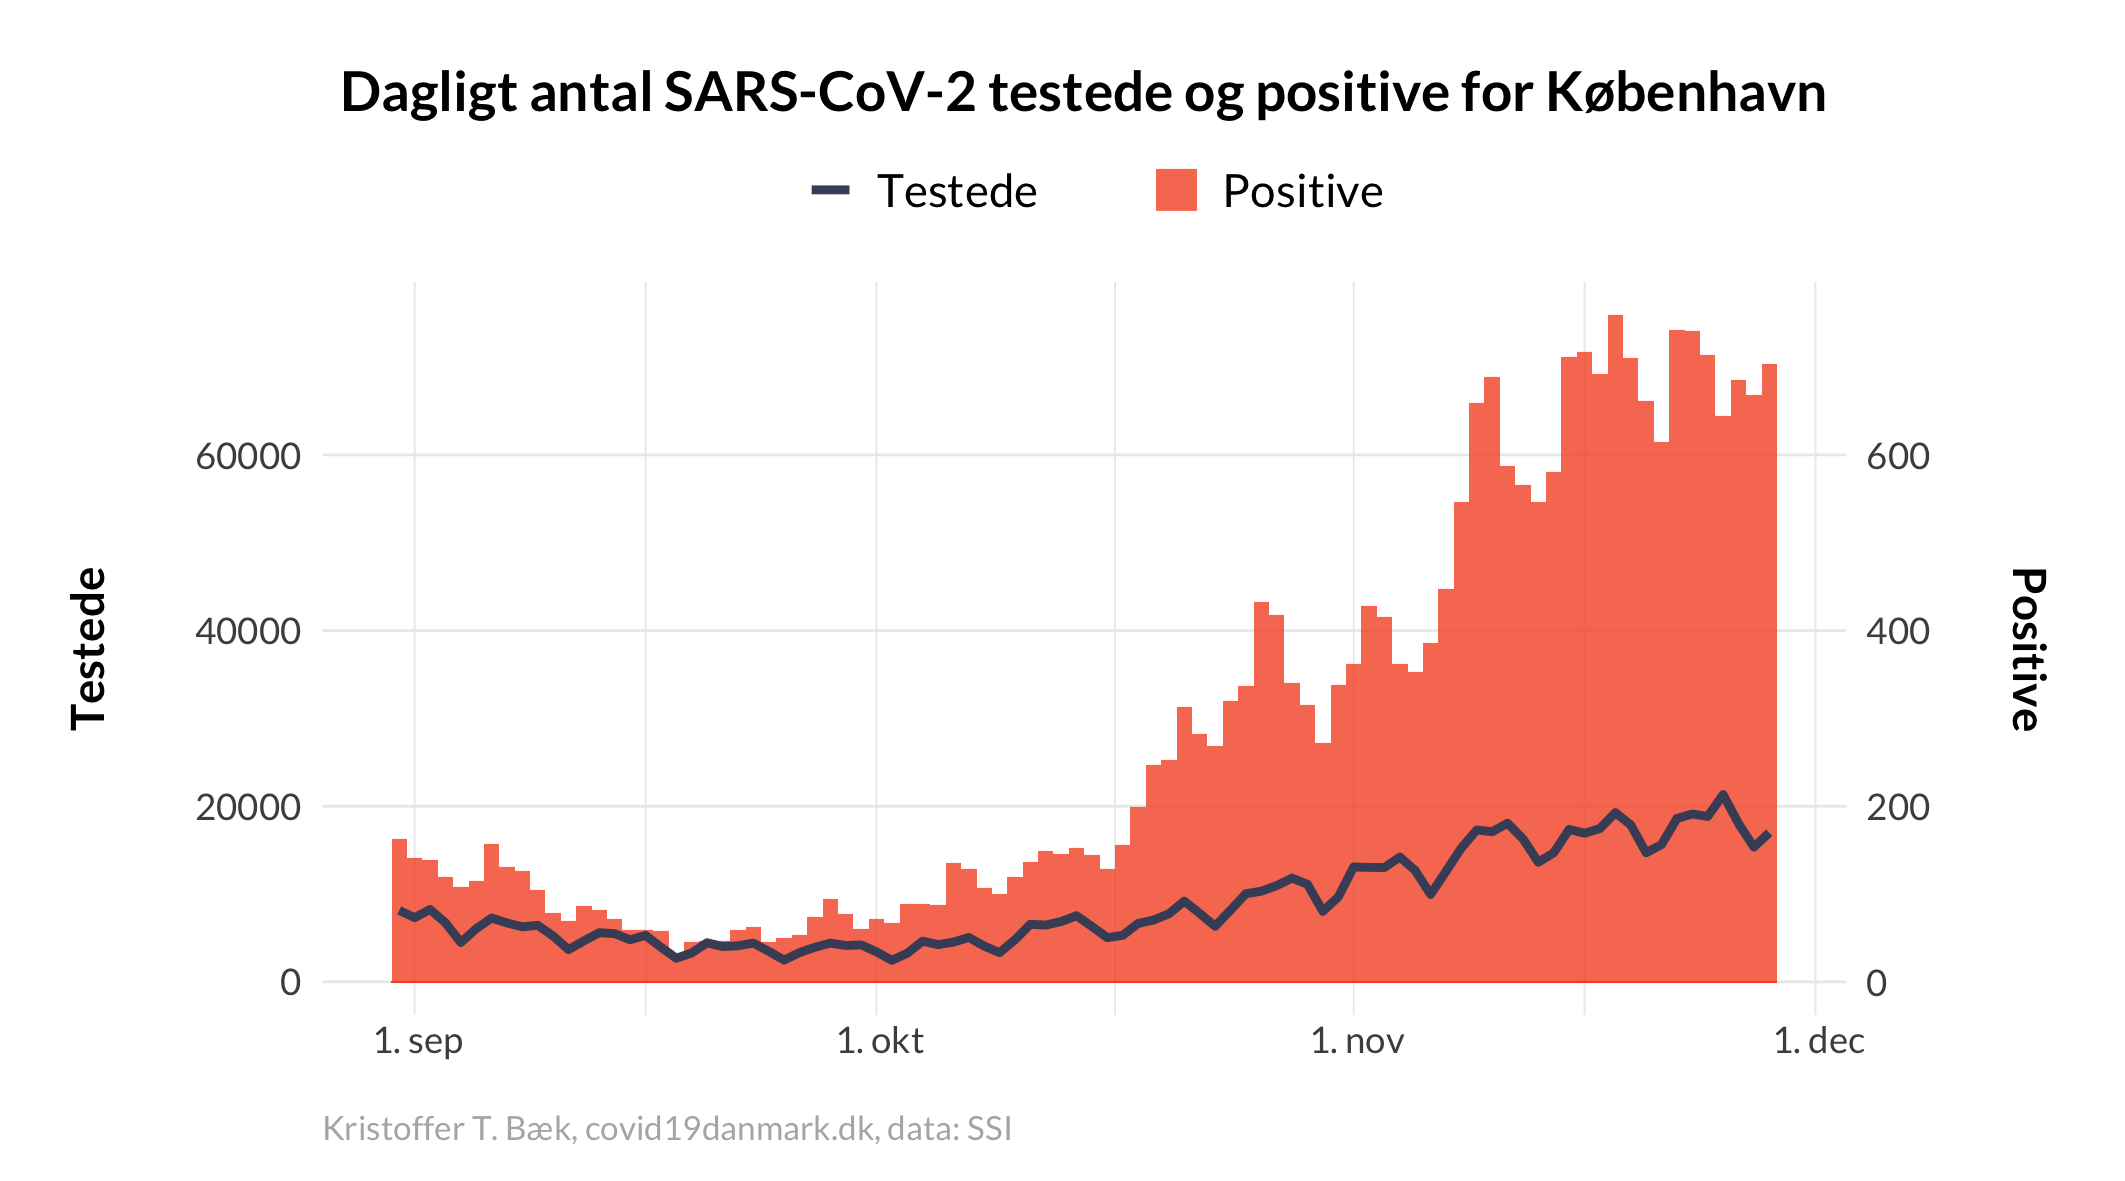 Dagligt antal SARS-CoV-2 testede og positive for København
Testede
Positive
Testede
60000
40000
20000
0
600
400
200
0
Positive
1. sep
1. okt
1. nov
1. dec
Kristoffer T. Bæk, covid19danmark.dk, data: SSI